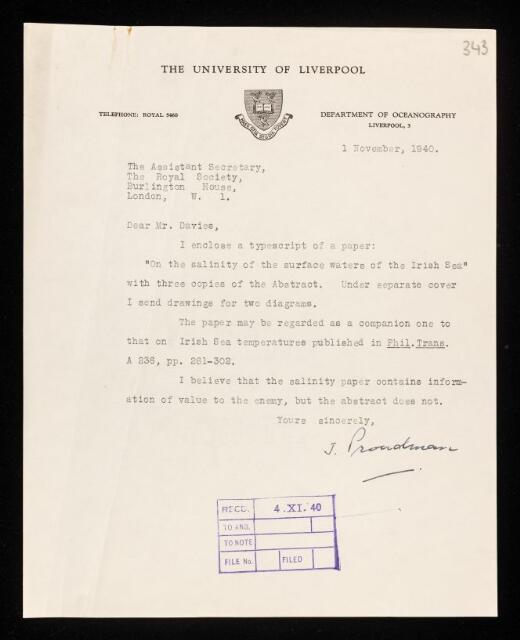 343
THE UNIVERSITY OF LIVERPOOL
TELEPHONE: ROYAL 5460
DEPARTMENT OF OCEANOGRAPHY
LIVERPOOL, 3
1 November, 1940.
The Assistant Secretary,
The Royal Society,
Burlington House,
London, W. 1.
Dear Mr. Davies,
I enclose a typescript of a paper:
"On the salinity of the surface waters of the Irish Sea"
with three copies of the Abstract. Under separate cover
I send drawings for two diagrams.
The paper may be regarded as a companion one to
that on Irish Sea temperatures published in Phil.Trans.
A 238, pp. 261-302.
I believe that the salinity paper contains inform-
ation of value to the enemy, but the abstract does not.
Yours sincerely,
J. Proudman
RECD. 4.XI.40
TO ANS.
TO NOTE
FILE No. FILED